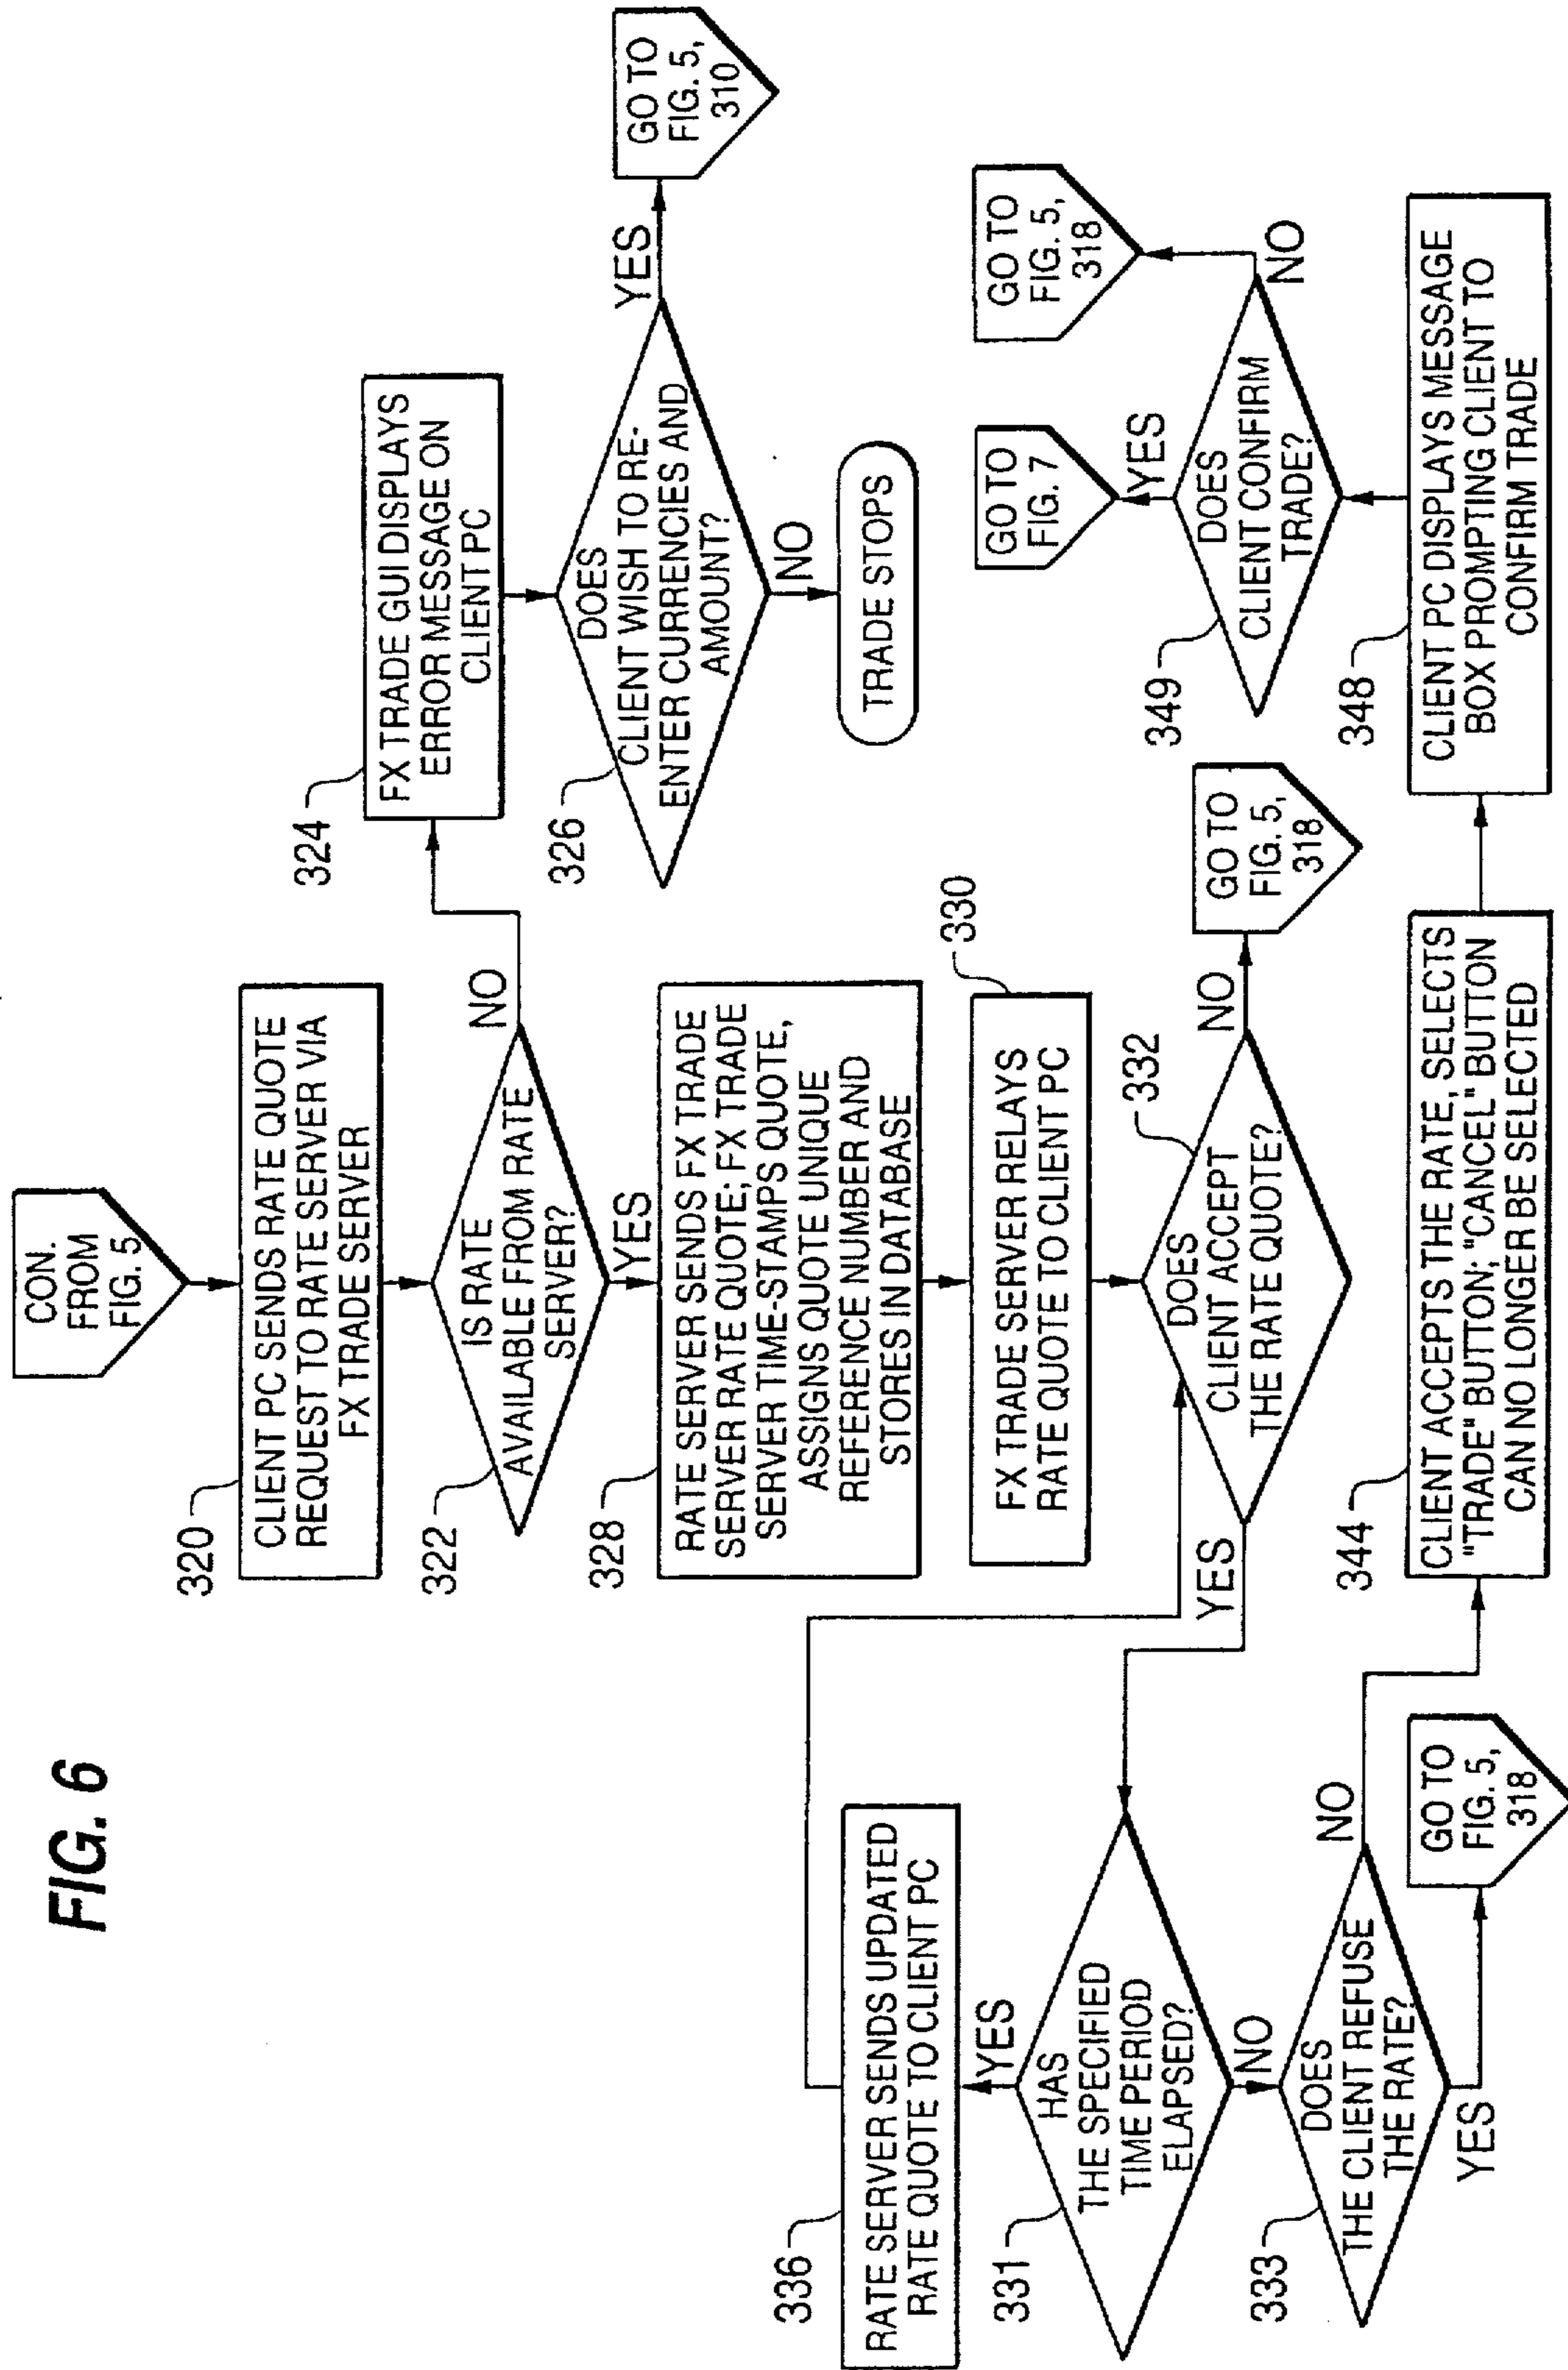 FIG. 6
CON.
FROM
FIG. 5
320
CLIENT PC SENDS RATE QUOTE
REQUEST TO RATE SERVER VIA
FX TRADE SERVER
322
IS RATE
AVAILABLE FROM RATE
SERVER?
NO
YES
324
FX TRADE GUI DISPLAYS
ERROR MESSAGE ON
CLIENT PC
326
DOES
CLIENT WISH TO RE-
ENTER CURRENCIES AND
AMOUNT?
YES
GO TO
FIG. 5,
310
NO
TRADE STOPS
328
RATE SERVER SENDS FX TRADE
SERVER RATE QUOTE; FX TRADE
SERVER TIME-STAMPS QUOTE,
ASSIGNS QUOTE UNIQUE
REFERENCE NUMBER AND
STORES IN DATABASE
330
FX TRADE SERVER RELAYS
RATE QUOTE TO CLIENT PC
332
DOES
CLIENT ACCEPT
THE RATE QUOTE?
NO
GO TO
FIG. 5,
318
YES
336
RATE SERVER SENDS UPDATED
RATE QUOTE TO CLIENT PC
YES
331
HAS
THE SPECIFIED
TIME PERIOD
ELAPSED?
NO
333
DOES
THE CLIENT REFUSE
THE RATE?
YES
GO TO
FIG. 5,
318
NO
344
CLIENT ACCEPTS THE RATE, SELECTS
"TRADE" BUTTON; "CANCEL" BUTTON
CAN NO LONGER BE SELECTED
348
CLIENT PC DISPLAYS MESSAGE
BOX PROMPTING CLIENT TO
CONFIRM TRADE
349
DOES
CLIENT CONFIRM
TRADE?
YES
GO TO
FIG. 7
NO
GO TO
FIG. 5,
318